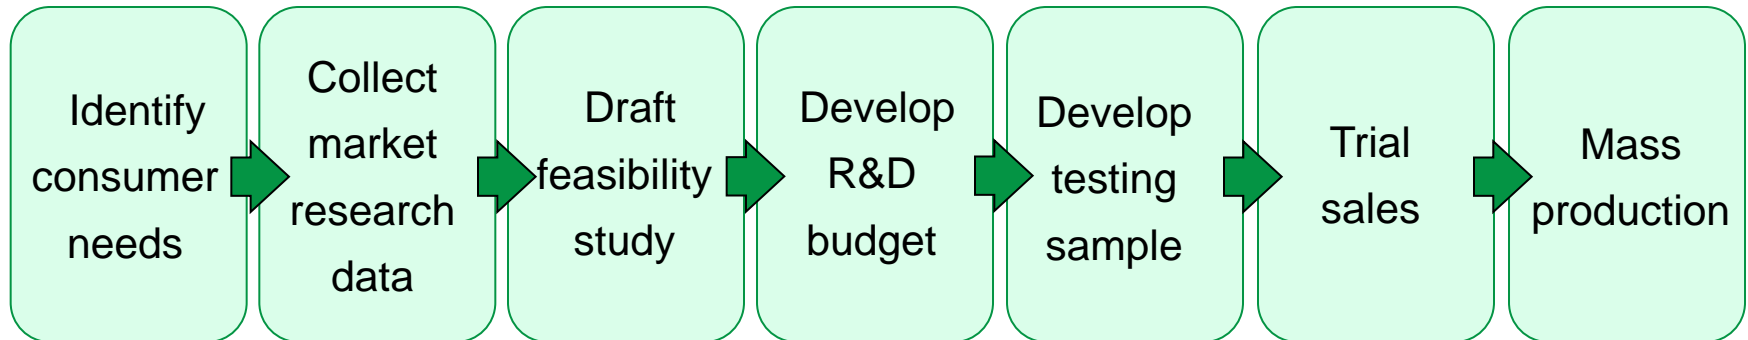 Identify
consumer
needs
Collect
market
research
data
Draft
feasibility
study
Develop
R&D
budget
Develop
testing
sample
Trial
sales
Mass
production